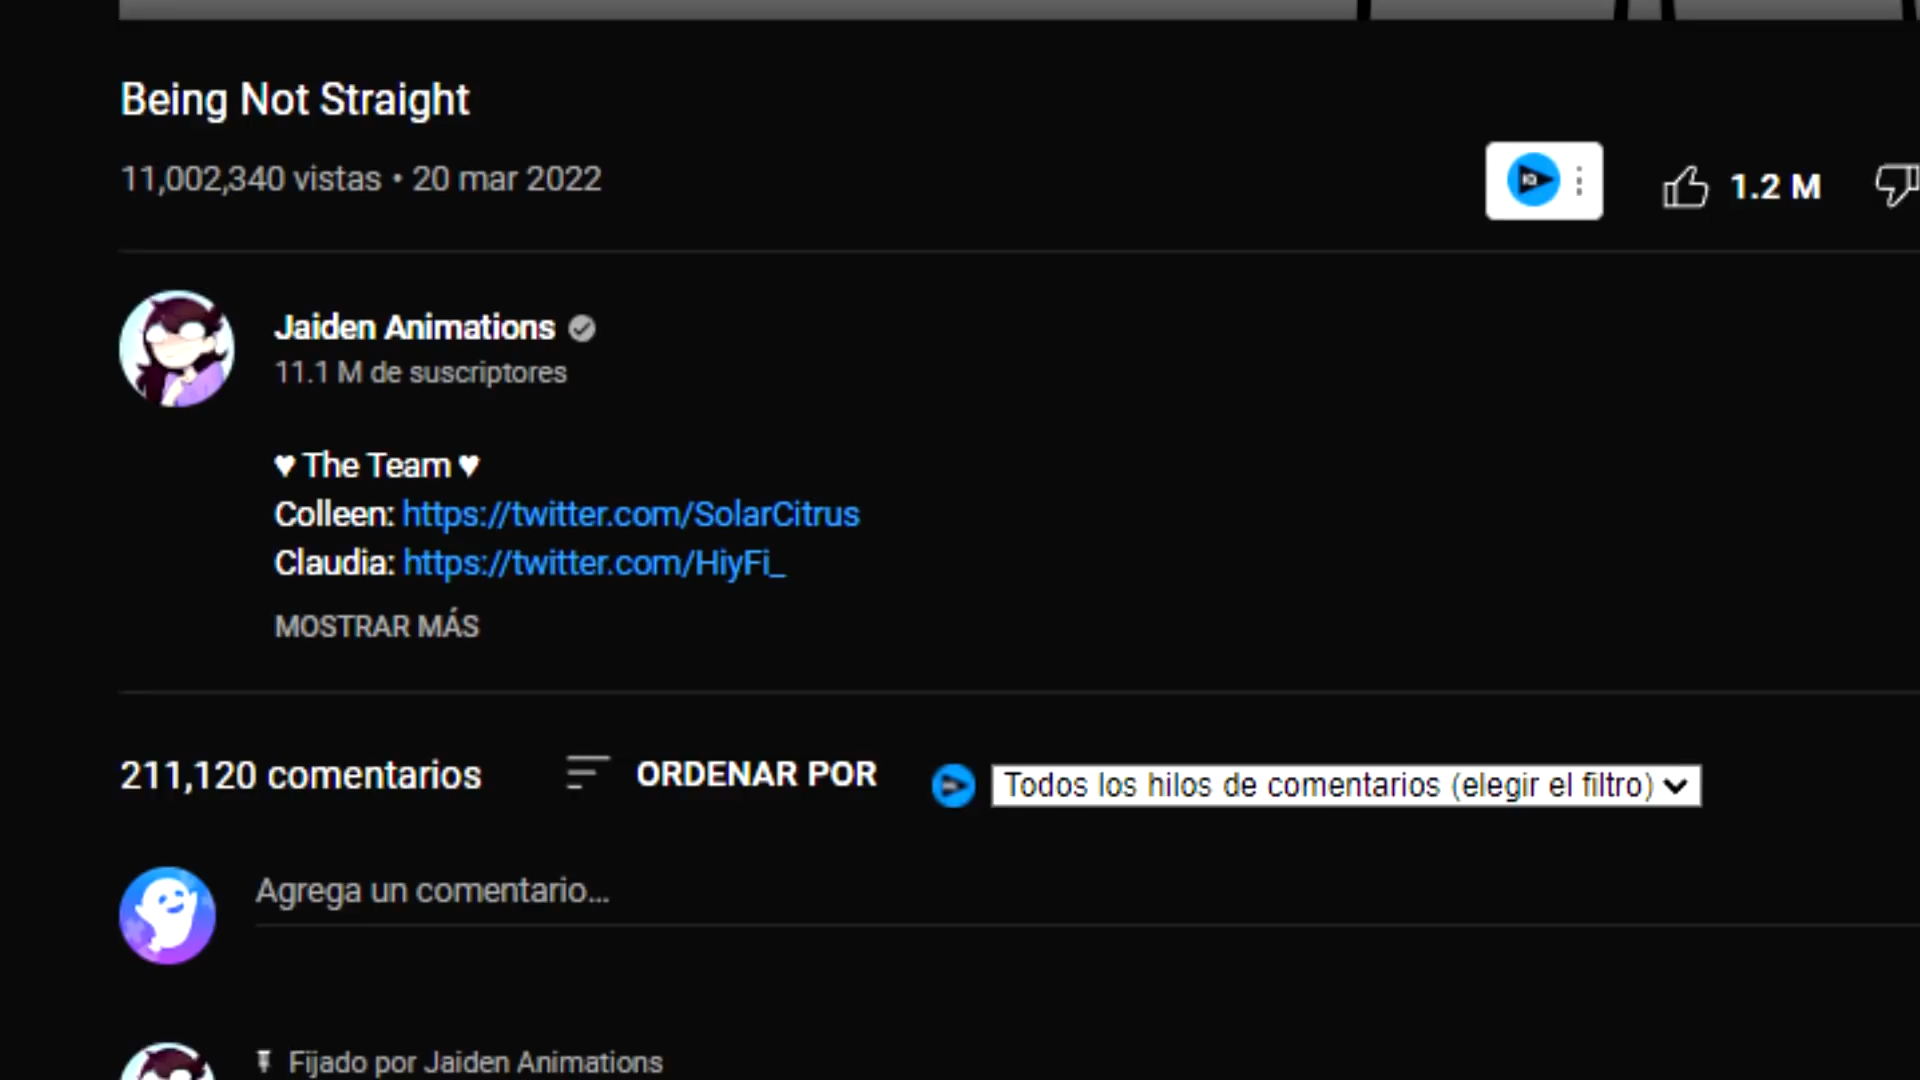 Being Not Straight
11,002,340 vistas • 20 mar 2022
1.2 M
Jaiden Animations
11.1 M de suscriptores
♥ The Team ♥
Colleen: https://twitter.com/SolarCitrus
Claudia: https://twitter.com/HiyFi_
MOSTRAR MÁS
211,120 comentarios
ORDENAR POR
Todos los hilos de comentarios (elegir el filtro)
Agrega un comentario...
Fijado por Jaiden Animations